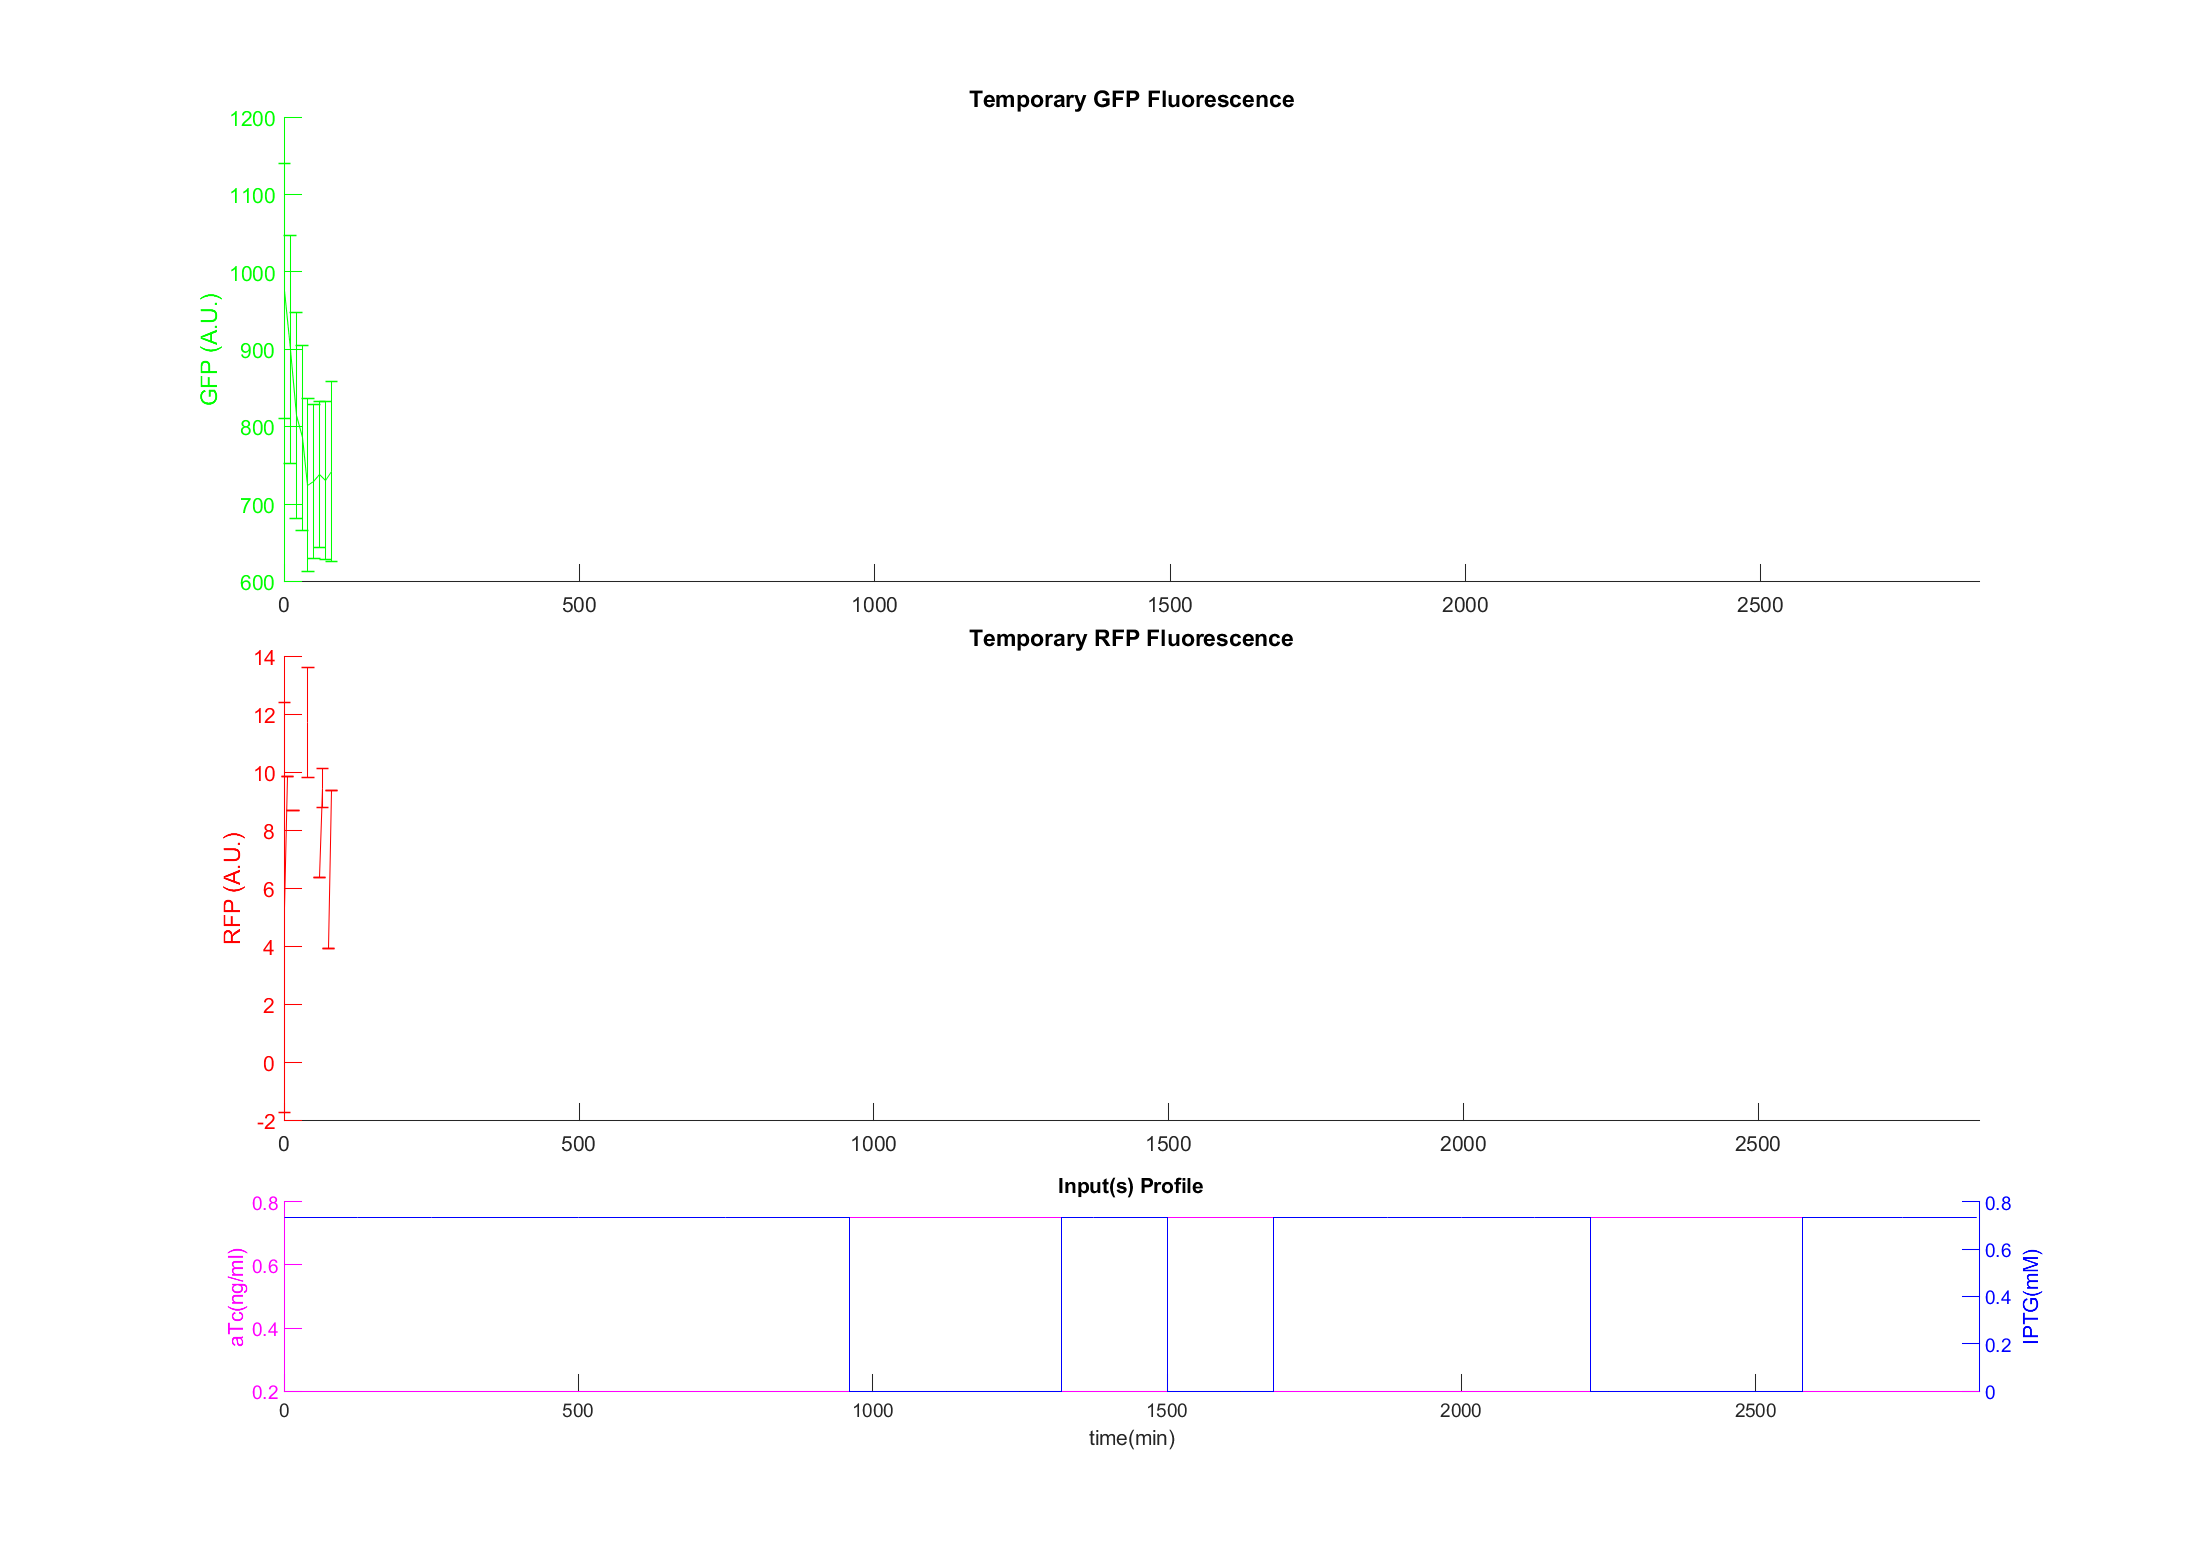 Temporary GFP Fluorescence
1200
1100
1000
900
800
700
600
GFP (A.U.)
0 500 1000 1500 2000 2500
Temporary RFP Fluorescence
14
12
10
8
6
4
2
0
-2
RFP (A.U.)
0 500 1000 1500 2000 2500
Input(s) Profile
0.8
0.6
0.4
0.2
aTc(ng/ml)
0.8
0.6
0.4
0.2
0
IPTG(mM)
0 500 1000 1500 2000 2500
time(min)